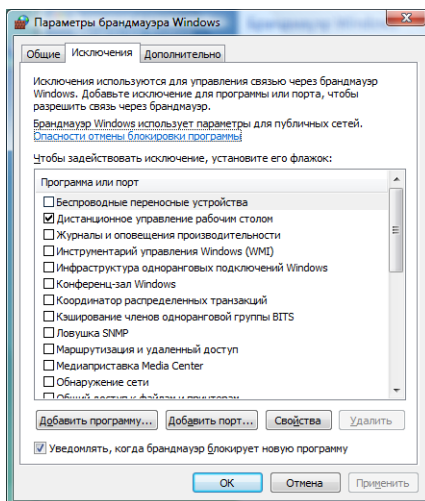 Параметры брандмауэра Windows
Общие Исключения Дополнительно
Исключения используются для управления связью через брандмауэр
Windows. Добавьте исключение для программы или порта, чтобы
разрешить связь через брандмауэр.
Брандмауэр Windows использует параметры для публичных сетей.
Опасности отмены блокировки программы
Чтобы задействовать исключение, установите его флажок:
Программа или порт
Беспроводные переносные устройства
Дистанционное управление рабочим столом
Журналы и оповещения производительности
Инструментарий управления Windows (WMI)
Инфраструктура одноранговых подключений Windows
Конференц-зал Windows
Координатор распределенных транзакций
Кэширование членов одноранговой группы BITS
Ловушка SNMP
Маршрутизация и удаленный доступ
Медиаприставка Media Center
Обнаружение сети
Общий доступ к файлам и принтерам
Добавить программу... Добавить порт... Свойства Удалить
Уведомлять, когда брандмауэр блокирует новую программу
OK Отмена Применить